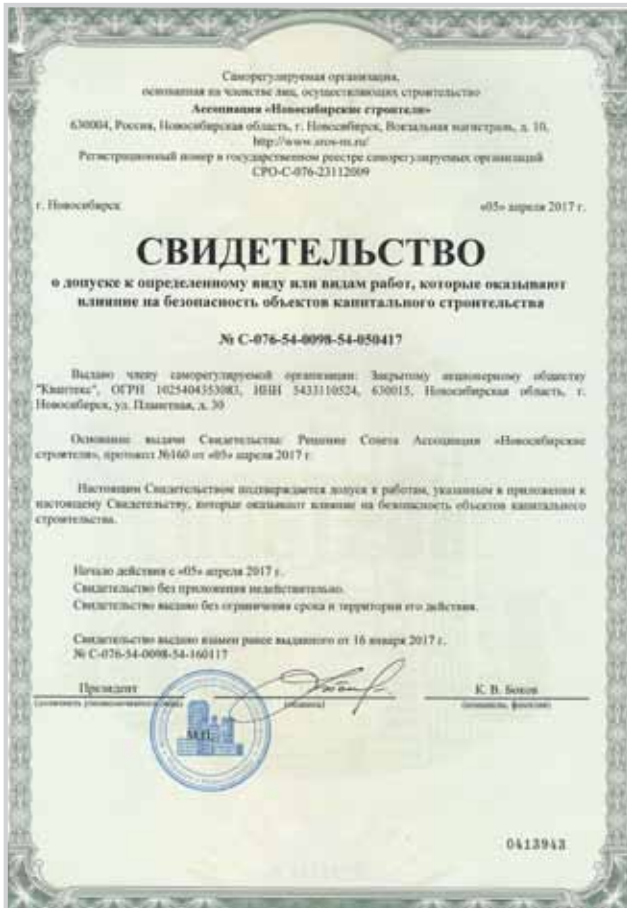 Саморегулируемая организация,
основанная на членстве лиц, осуществляющих строительство
Ассоциация «Новосибирские строители»
630004, Россия, Новосибирская область, г. Новосибирск, Вокзальная магистраль, д. 10,
http://www.sros-ns.ru/
Регистрационный номер в государственном реестре саморегулируемых организаций
СРО-С-076-23112009
г. Новосибирск «05» апреля 2017 г.
СВИДЕТЕЛЬСТВО
о допуске к определенному виду или видам работ, которые оказывают
влияние на безопасность объектов капитального строительства
№ С-076-54-0098-54-050417
Выдано члену саморегулируемой организации: Закрытому акционерному обществу
"Квантекс", ОГРН 1025404353083, ИНН 5433110524, 630015, Новосибирская область, г.
Новосибирск, ул. Планетная, д. 30
Основание выдачи Свидетельства: Решение Совета Ассоциации «Новосибирские
строители», протокол №160 от «05» апреля 2017 г.
Настоящим Свидетельством подтверждается допуск к работам, указанным в приложении к
настоящему Свидетельству, которые оказывают влияние на безопасность объектов капитального
строительства.
Начало действия с «05» апреля 2017 г.
Свидетельство без приложения недействительно.
Свидетельство выдано без ограничения срока и территории его действия.
Свидетельство выдано взамен ранее выданного от 16 января 2017 г.
№ С-076-54-0098-54-160117
Президент К. В. Боков
(должность уполномоченного лица) (подпись) (инициалы, фамилия)
М.П.
0413943